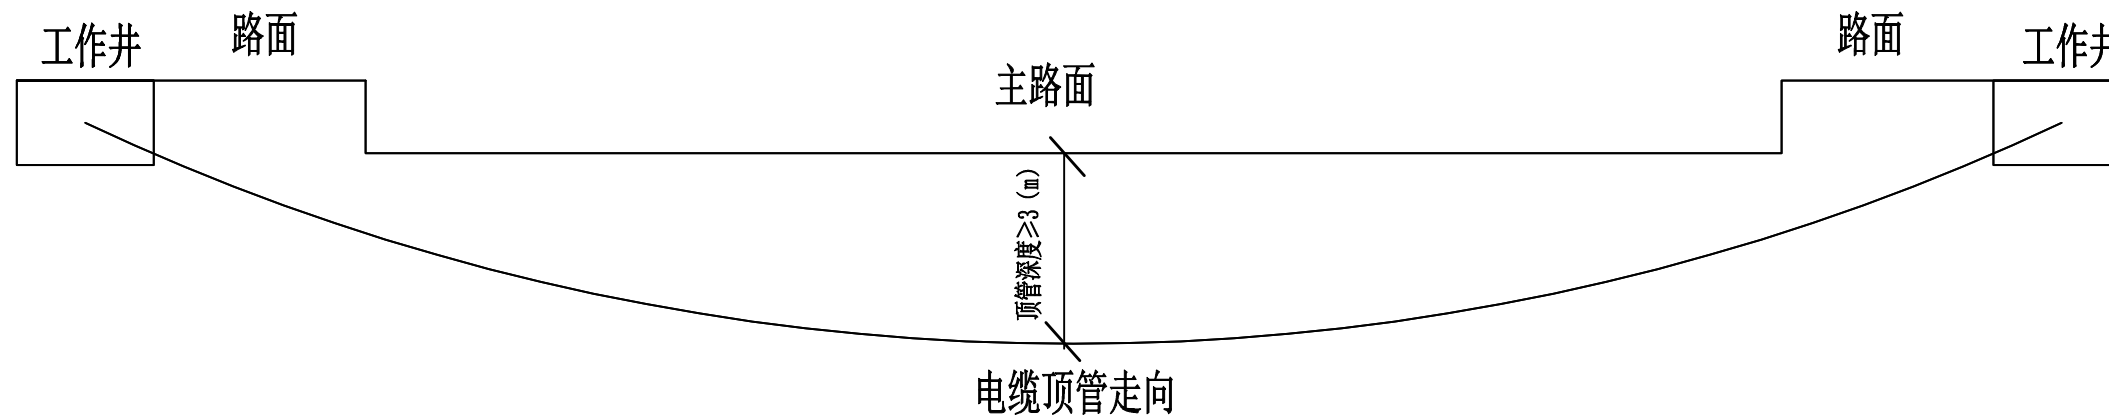 工作井
路面
主路面
路面
工作井
顶管深度≥3(m)
电缆顶管走向